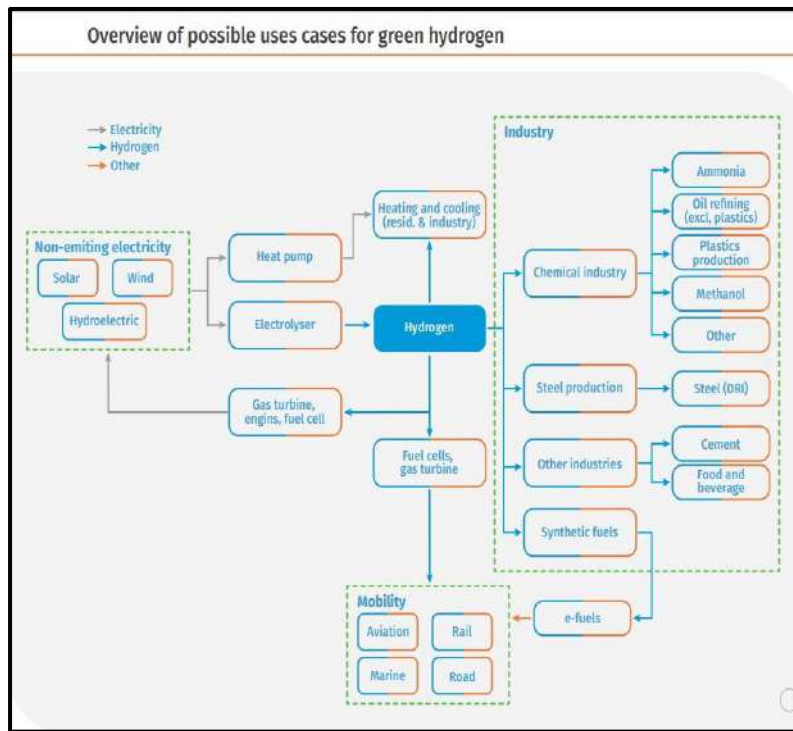 Overview of possible uses cases for green hydrogen
Electricity
Hydrogen
Other
Non-emiting electricity
Solar
Wind
Hydroelectric
Heat pump
Electrolyser
Heating and cooling
(resid. & industry)
Hydrogen
Gas turbine,
engins, fuel cell
Fuel cells,
gas turbine
Industry
Chemical industry
Ammonia
Oil refining
(excl, plastics)
Plastics
production
Methanol
Other
Steel production
Steel (DRI)
Other industries
Cement
Food and
beverage
Synthetic fuels
e-fuels
Mobility
Aviation
Rail
Marine
Road